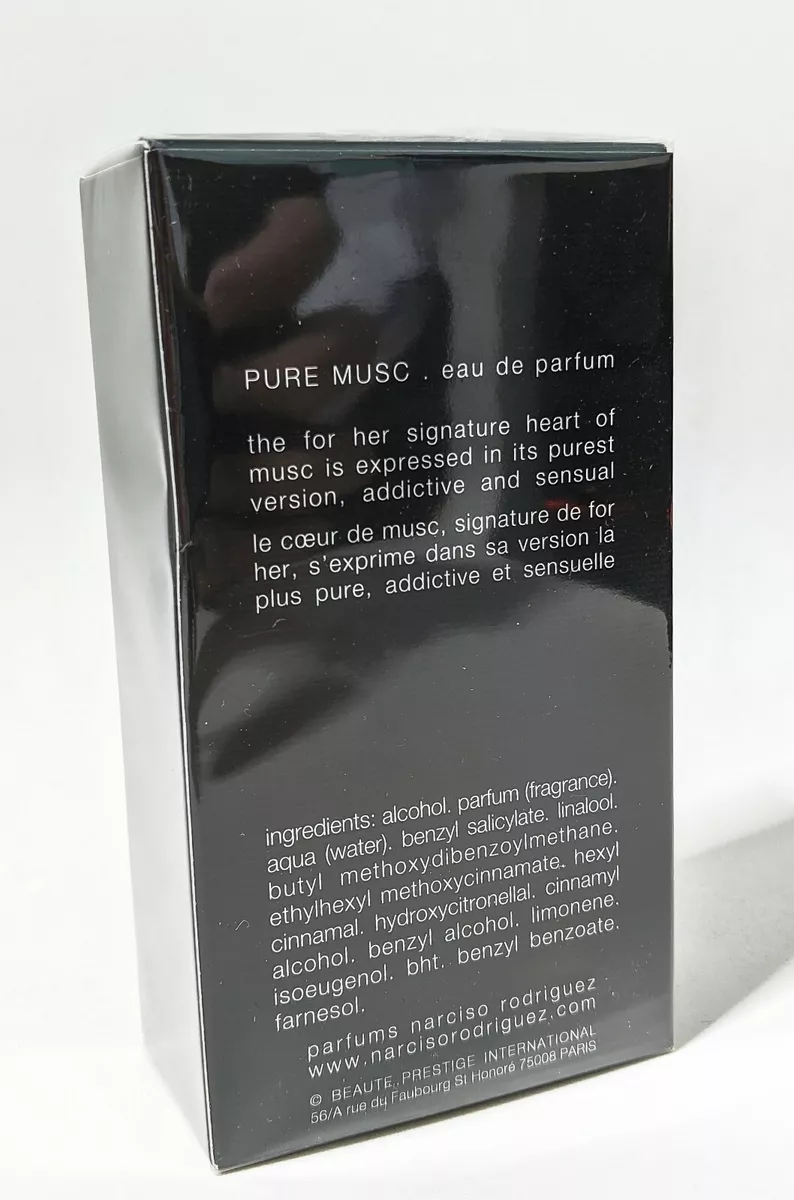 PURE MUSC . eau de parfum
the for her signature heart of
musc is expressed in its purest
version, addictive and sensual
le cœur de musc, signature de for
her, s'exprime dans sa version la
plus pure, addictive et sensuelle
ingredients: alcohol. parfum (fragrance).
aqua (water). benzyl salicylate. linalool.
butyl methoxydibenzoylmethane.
ethylhexyl methoxycinnamate. hexyl
cinnamal. hydroxycitronellal. cinnamyl
alcohol. benzyl alcohol. limonene.
isoeugenol. bht. benzyl benzoate.
farnesol.
parfums narciso rodriguez
www.narcisorodriguez.com
© BEAUTE PRESTIGE INTERNATIONAL
56/A rue du Faubourg St Honoré 75008 PARIS